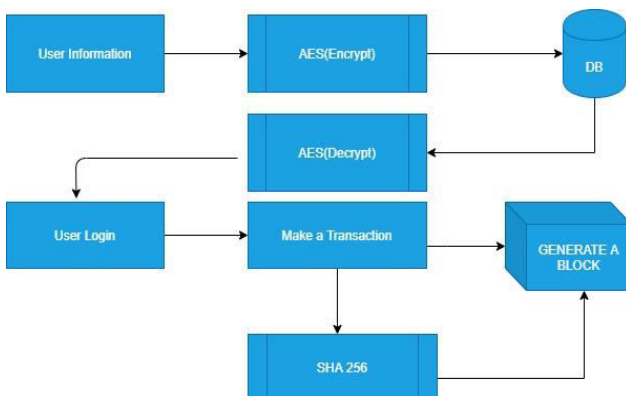 User Information
AES(Encrypt)
DB
AES(Decrypt)
User Login
Make a Transaction
GENERATE A
BLOCK
SHA 256